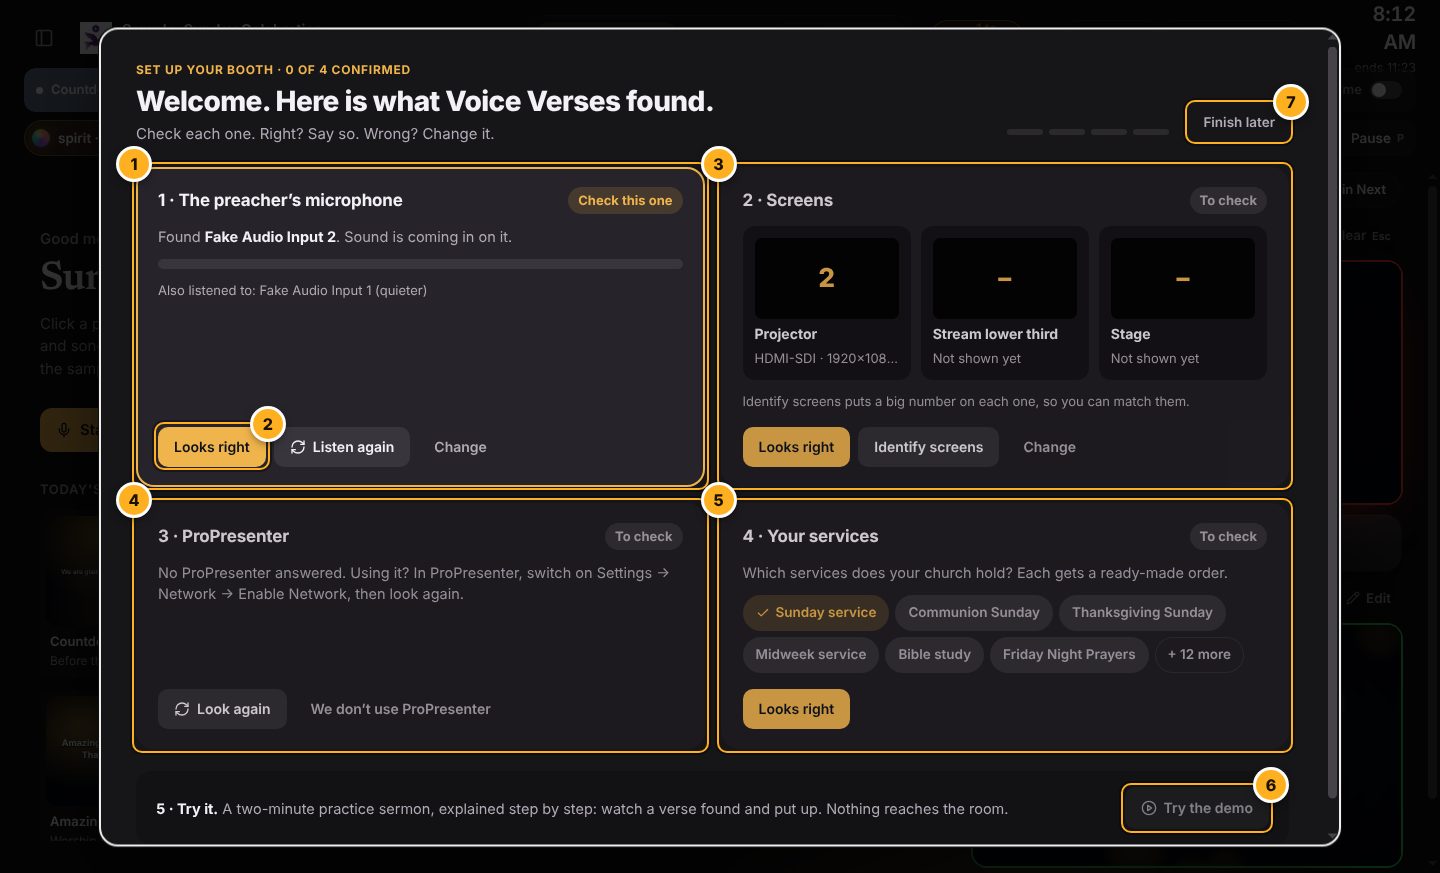 8:12
AM
ends 11:23
SET UP YOUR BOOTH · 0 OF 4 CONFIRMED
Welcome. Here is what Voice Verses found.
Check each one. Right? Say so. Wrong? Change it.
Finish later
7
Pause P
spirit ·
1
1 · The preacher’s microphone
Check this one
Found Fake Audio Input 2. Sound is coming in on it.
Also listened to: Fake Audio Input 1 (quieter)
2
Looks right
Listen again
Change
3
2 · Screens
To check
2
–
–
Projector
Stream lower third
Stage
HDMI-SDI · 1920×108...
Not shown yet
Not shown yet
Identify screens puts a big number on each one, so you can match them.
Looks right
Identify screens
Change
4
3 · ProPresenter
To check
No ProPresenter answered. Using it? In ProPresenter, switch on Settings →
Network → Enable Network, then look again.
Look again
We don’t use ProPresenter
5
4 · Your services
To check
Which services does your church hold? Each gets a ready-made order.
Sunday service
Communion Sunday
Thanksgiving Sunday
Midweek service
Bible study
Friday Night Prayers
+ 12 more
Looks right
Edit
6
5 · Try it. A two-minute practice sermon, explained step by step: watch a verse found and put up. Nothing reaches the room.
Try the demo